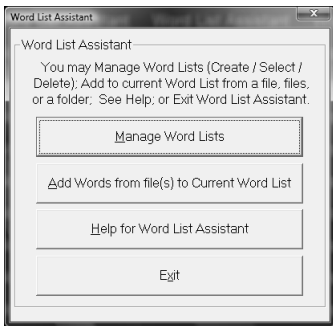 Word List Assistant
Word List Assistant
You may Manage Word Lists (Create / Select /
Delete); Add to current Word List from a file, files,
or a folder; See Help; or Exit Word List Assistant.
Manage Word Lists
Add Words from file(s) to Current Word List
Help for Word List Assistant
Exit